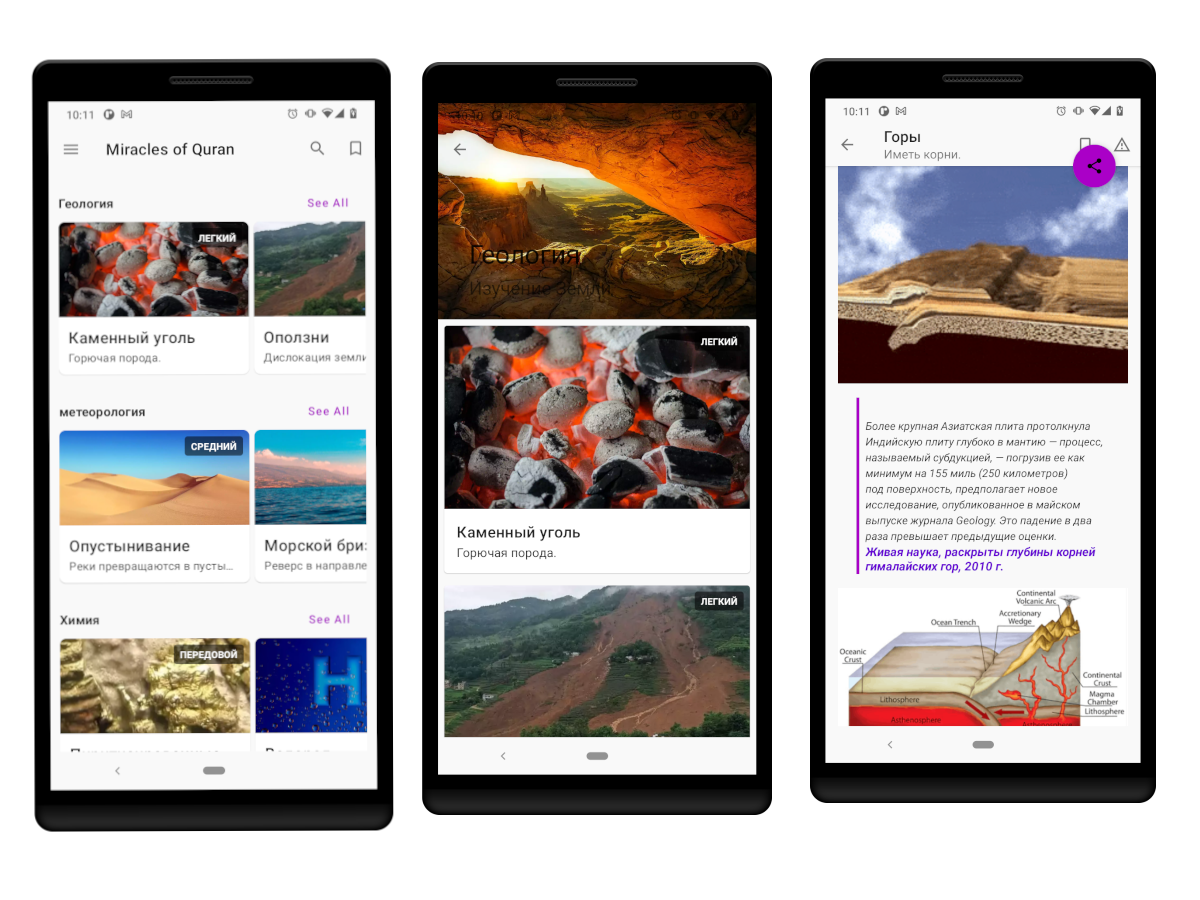 10:11
Miracles of Quran
Геология
See All
ЛЕГКИЙ
Каменный уголь
Горючая порода.
Оползни
Дислокация земли
метеорология
See All
СРЕДНИЙ
Опустынивание
Реки превращаются в пусты...
Морской бриз
Реверс в направле
Химия
See All
ПЕРЕДОВОЙ
H
Водород
Геология
Изучение Земли
ЛЕГКИЙ
Каменный уголь
Горючая порода.
ЛЕГКИЙ
10:11
Горы
Иметь корни.
Более крупная Азиатская плита протолкнула
Индийскую плиту глубоко в мантию — процесс,
называемый субдукцией, — погрузив ее как
минимум на 155 миль (250 километров)
под поверхность, предполагает новое
исследование, опубликованное в майском
выпуске журнала Geology. Это падение в два
раза превышает предыдущие оценки.
Живая наука, раскрыты глубины корней
гималайских гор, 2010 г.
Continental
Volcanic Arc
Accretionary
Wedge
Ocean Trench
Oceanic
Crust
Continental
Crust
Magma
Chamber
Lithosphere
Lithosphere
Asthenosphere
Asthenosphere